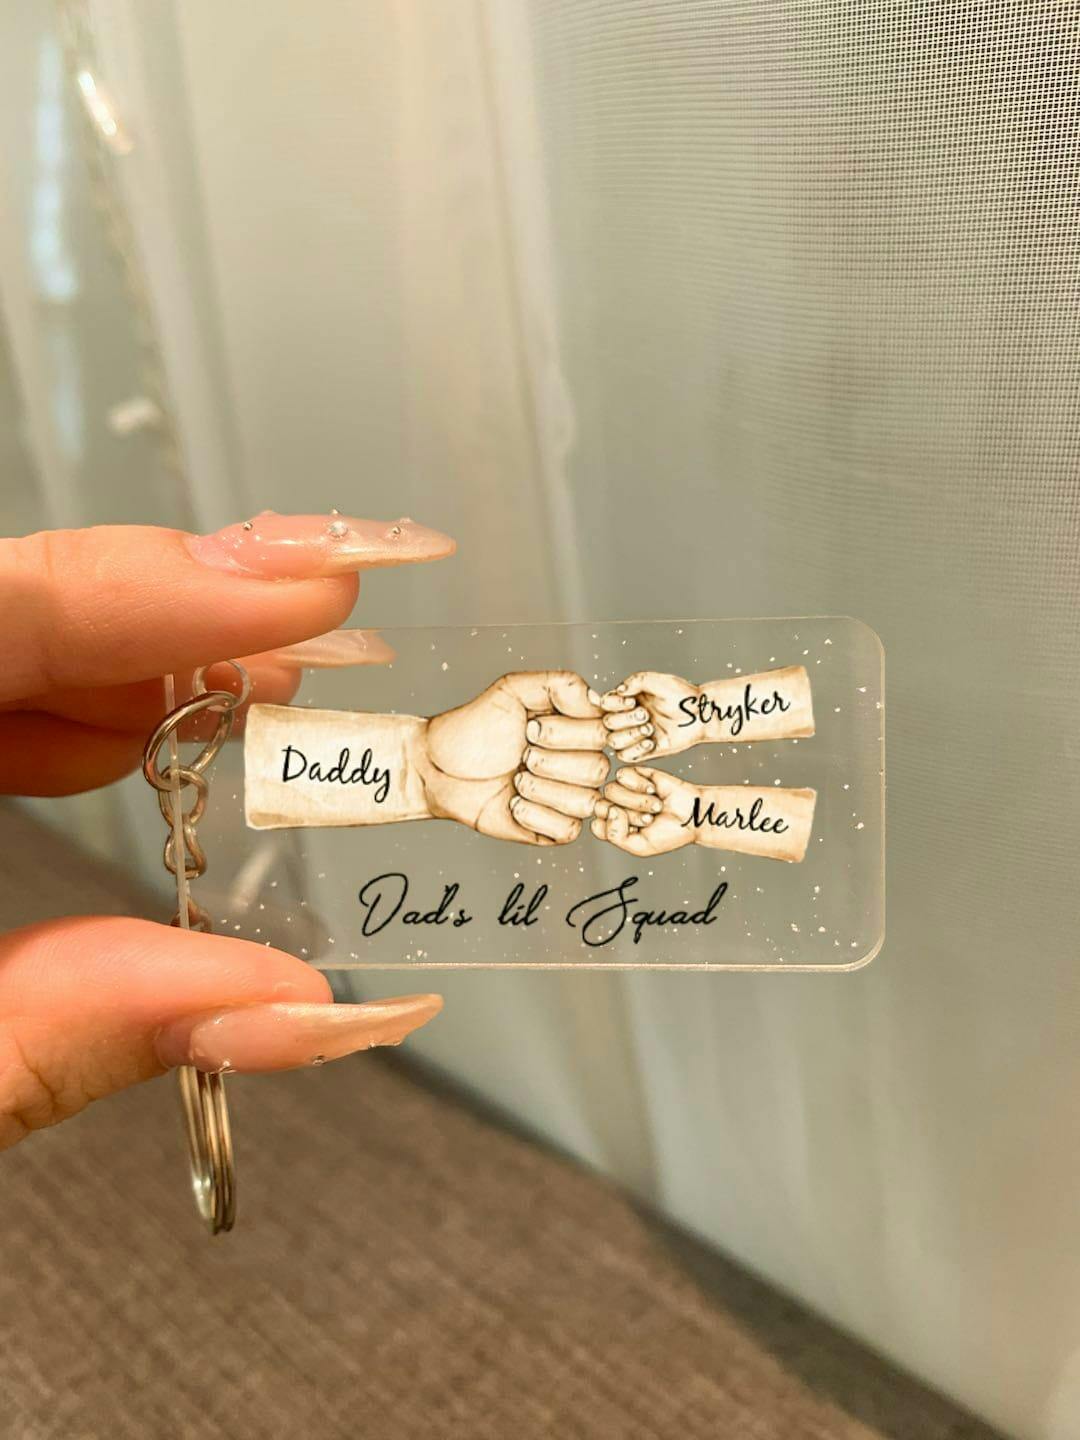 Daddy
Stryker
Marlee
Dad's lil Squad